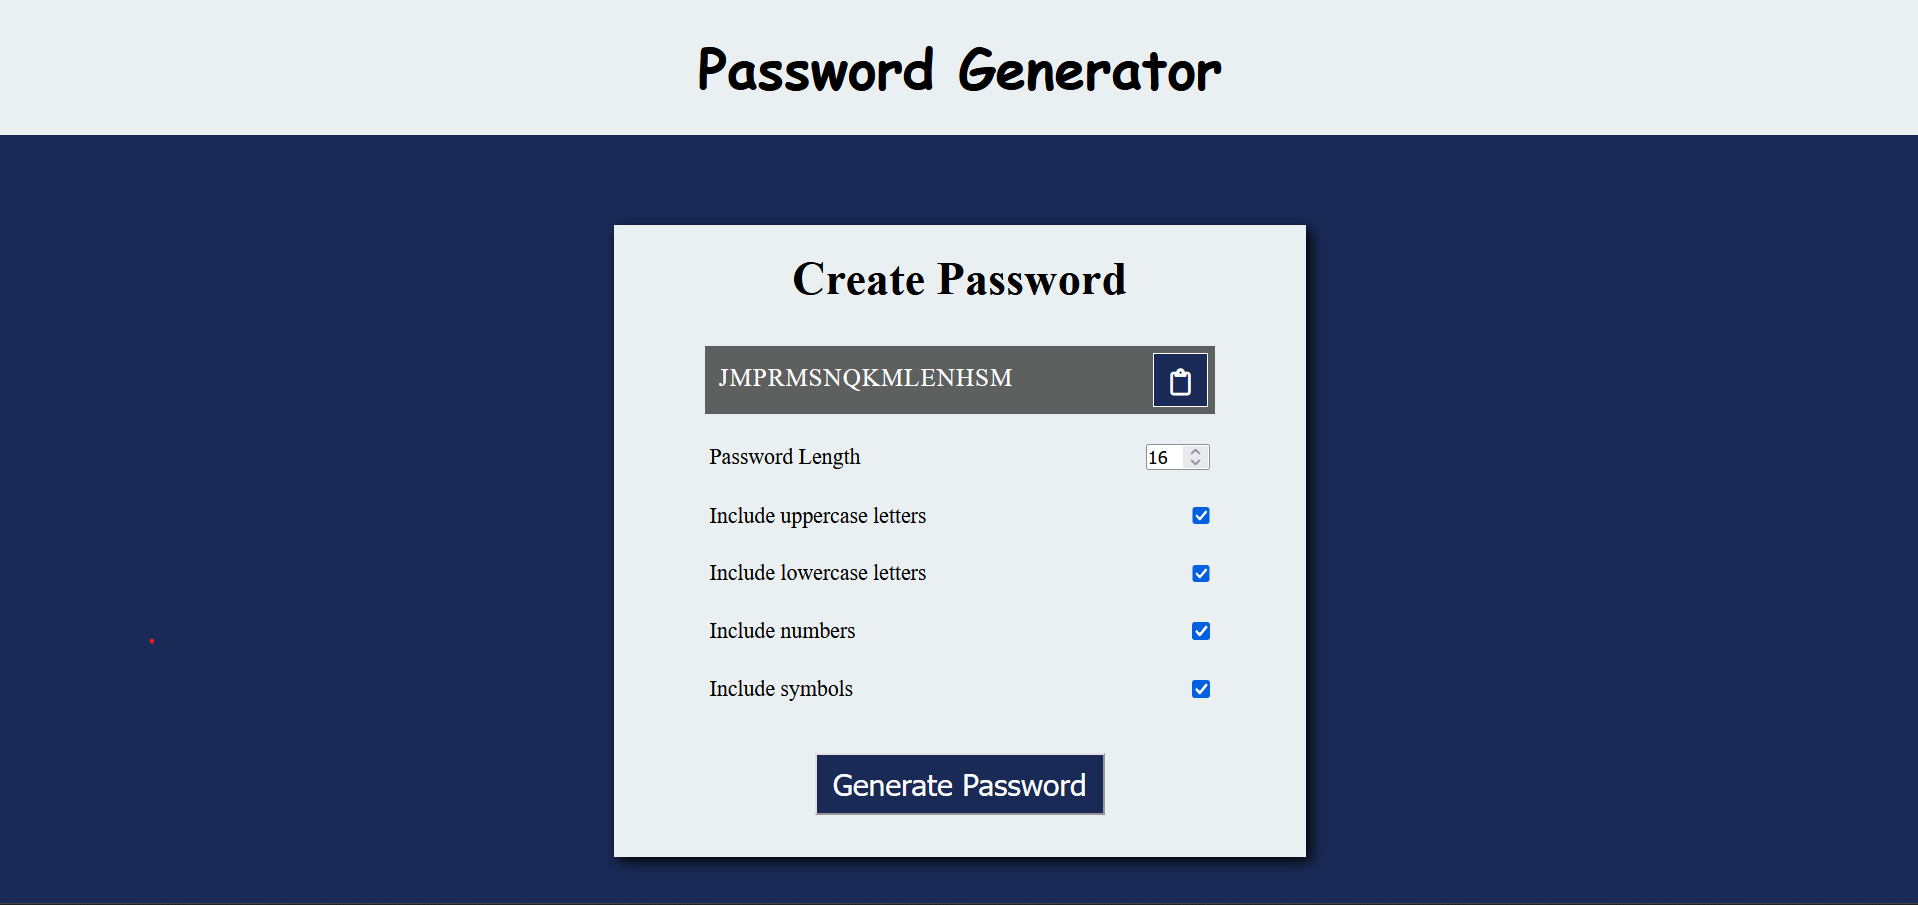 Password Generator
Create Password
JMPRMSNQKMLENHSM
Password Length
16
Include uppercase letters
Include lowercase letters
Include numbers
Include symbols
Generate Password